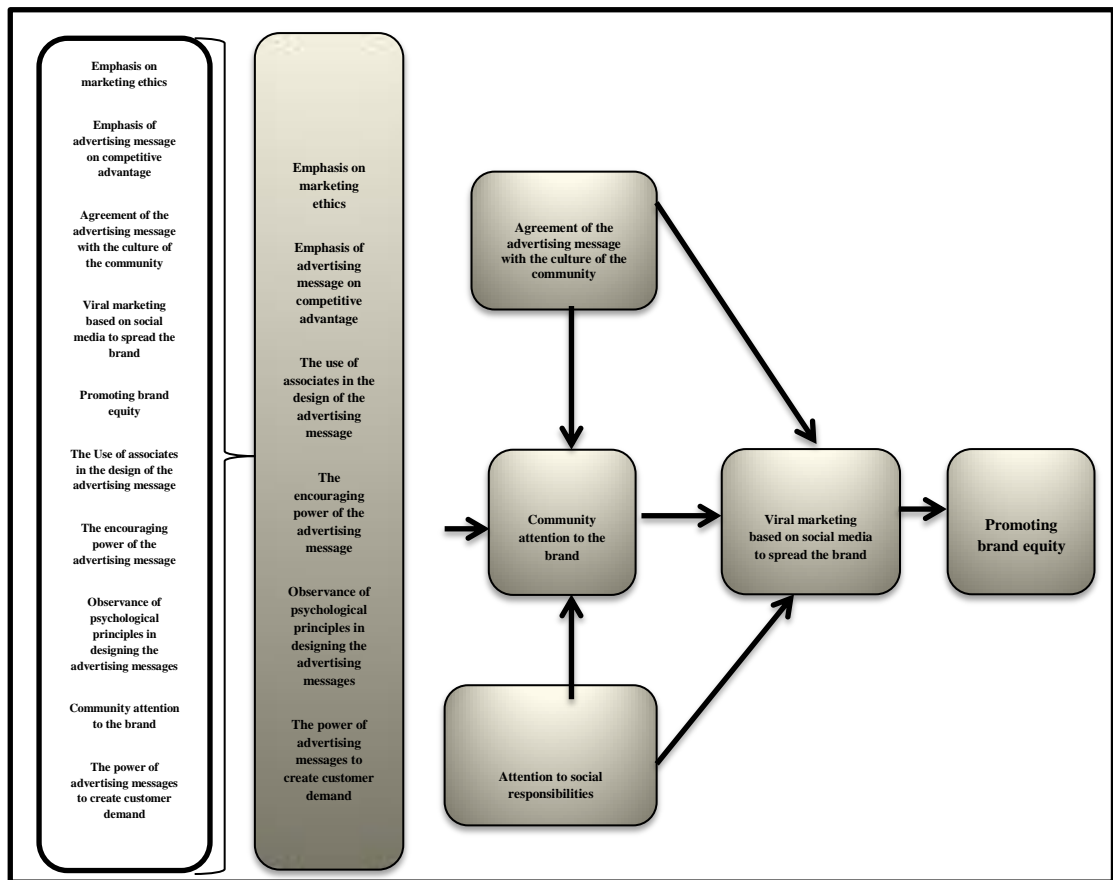 Emphasis on
marketing ethics
Emphasis of
advertising message
on competitive
advantage
Agreement of the
advertising message
with the culture of
the community
Viral marketing
based on social
media to spread the
brand
Promoting brand
equity
The Use of associates
in the design of the
advertising message
The encouraging
power of the
advertising message
Observance of
psychological
principles in
designing the
advertising messages
Community attention
to the brand
The power of
advertising messages
to create customer
demand
Emphasis on
marketing
ethics
Emphasis of
advertising
message on
competitive
advantage
The use of
associates in the
design of the
advertising
message
The
encouraging
power of the
advertising
message
Observance of
psychological
principles in
designing the
advertising
messages
The power of
advertising
messages to
create customer
demand
Agreement of the
advertising message
with the culture of the
community
Community
attention to the
brand
Attention to social
responsibilities
Viral marketing
based on social media
to spread the brand
Promoting
brand equity